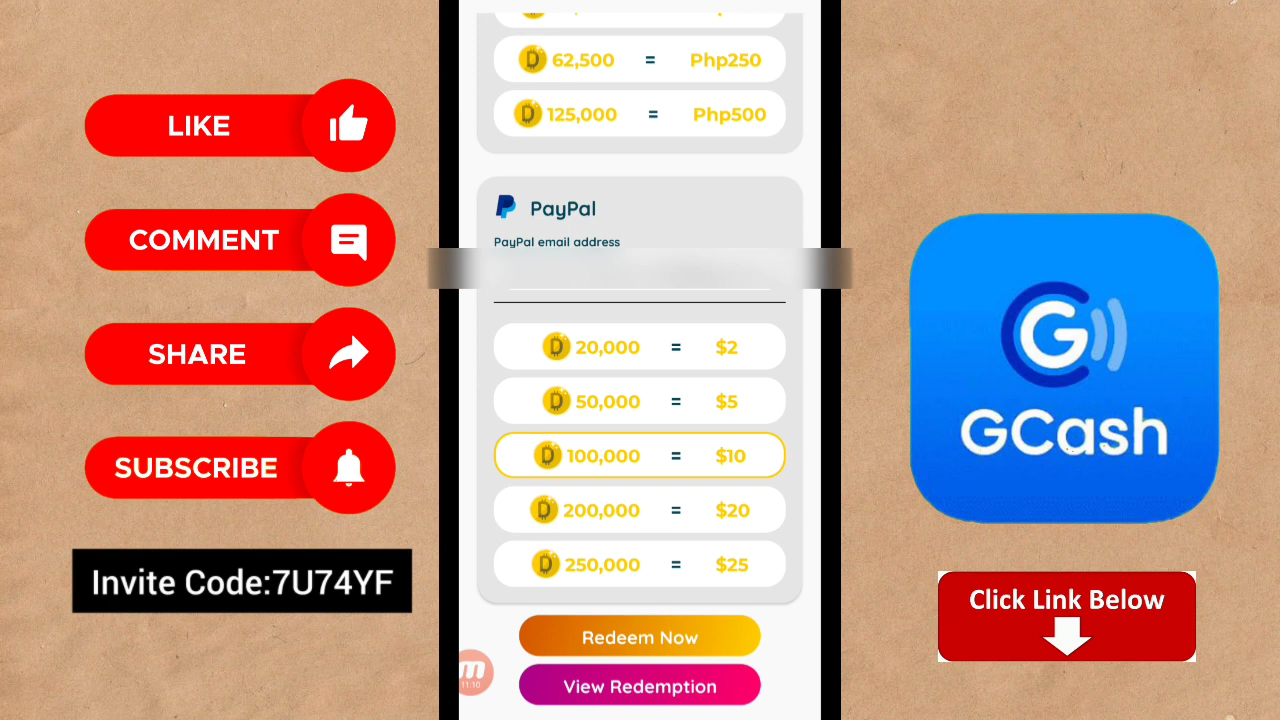 LIKE
COMMENT
SHARE
SUBSCRIBE
Invite Code:7U74YF
62,500 = Php250
125,000 = Php500
PayPal
PayPal email address
20,000 = $2
50,000 = $5
100,000 = $10
200,000 = $20
250,000 = $25
Redeem Now
View Redemption
11:10
GCash
Click Link Below